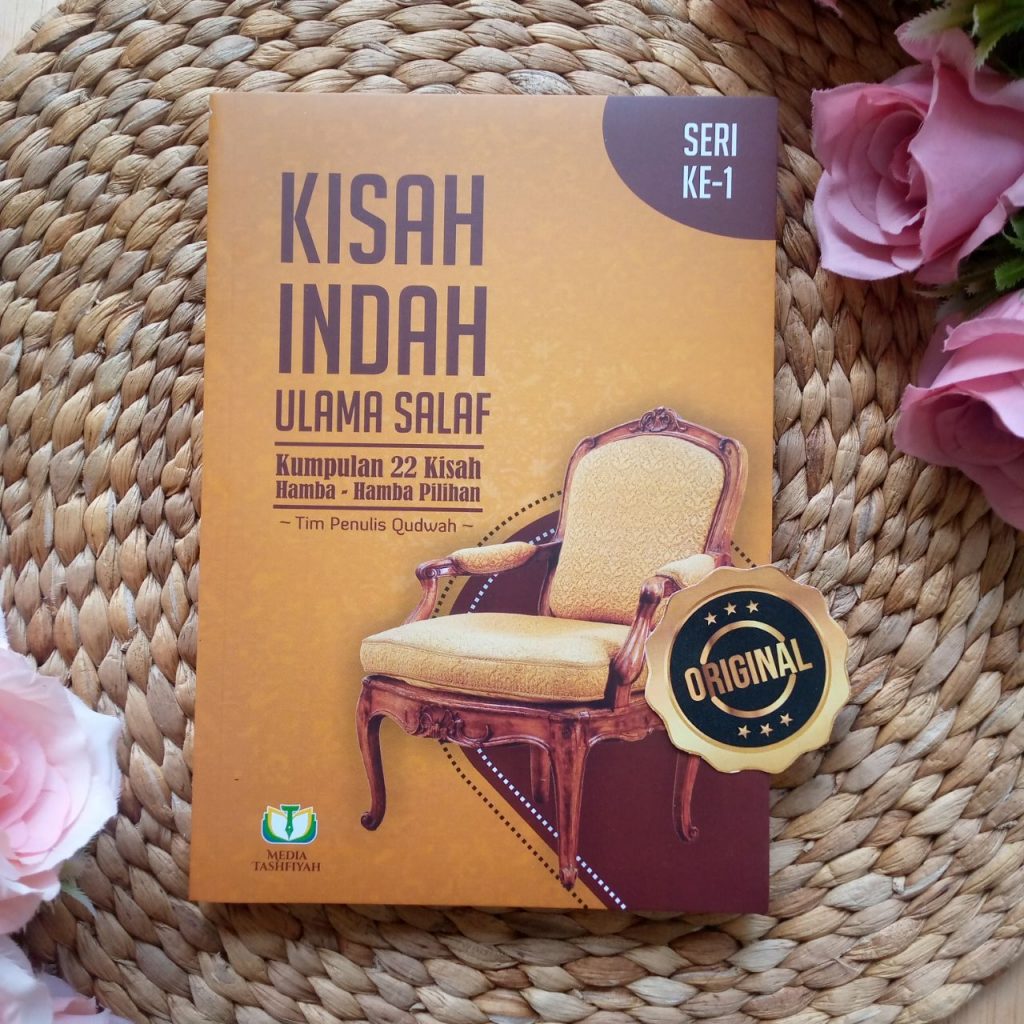 SERI
KE-1
KISAH
INDAH
ULAMA SALAF
Kumpulan 22 Kisah
Hamba - Hamba Pilihan
~ Tim Penulis Qudwah ~
ORIGINAL
MEDIA
TASHFIYAH